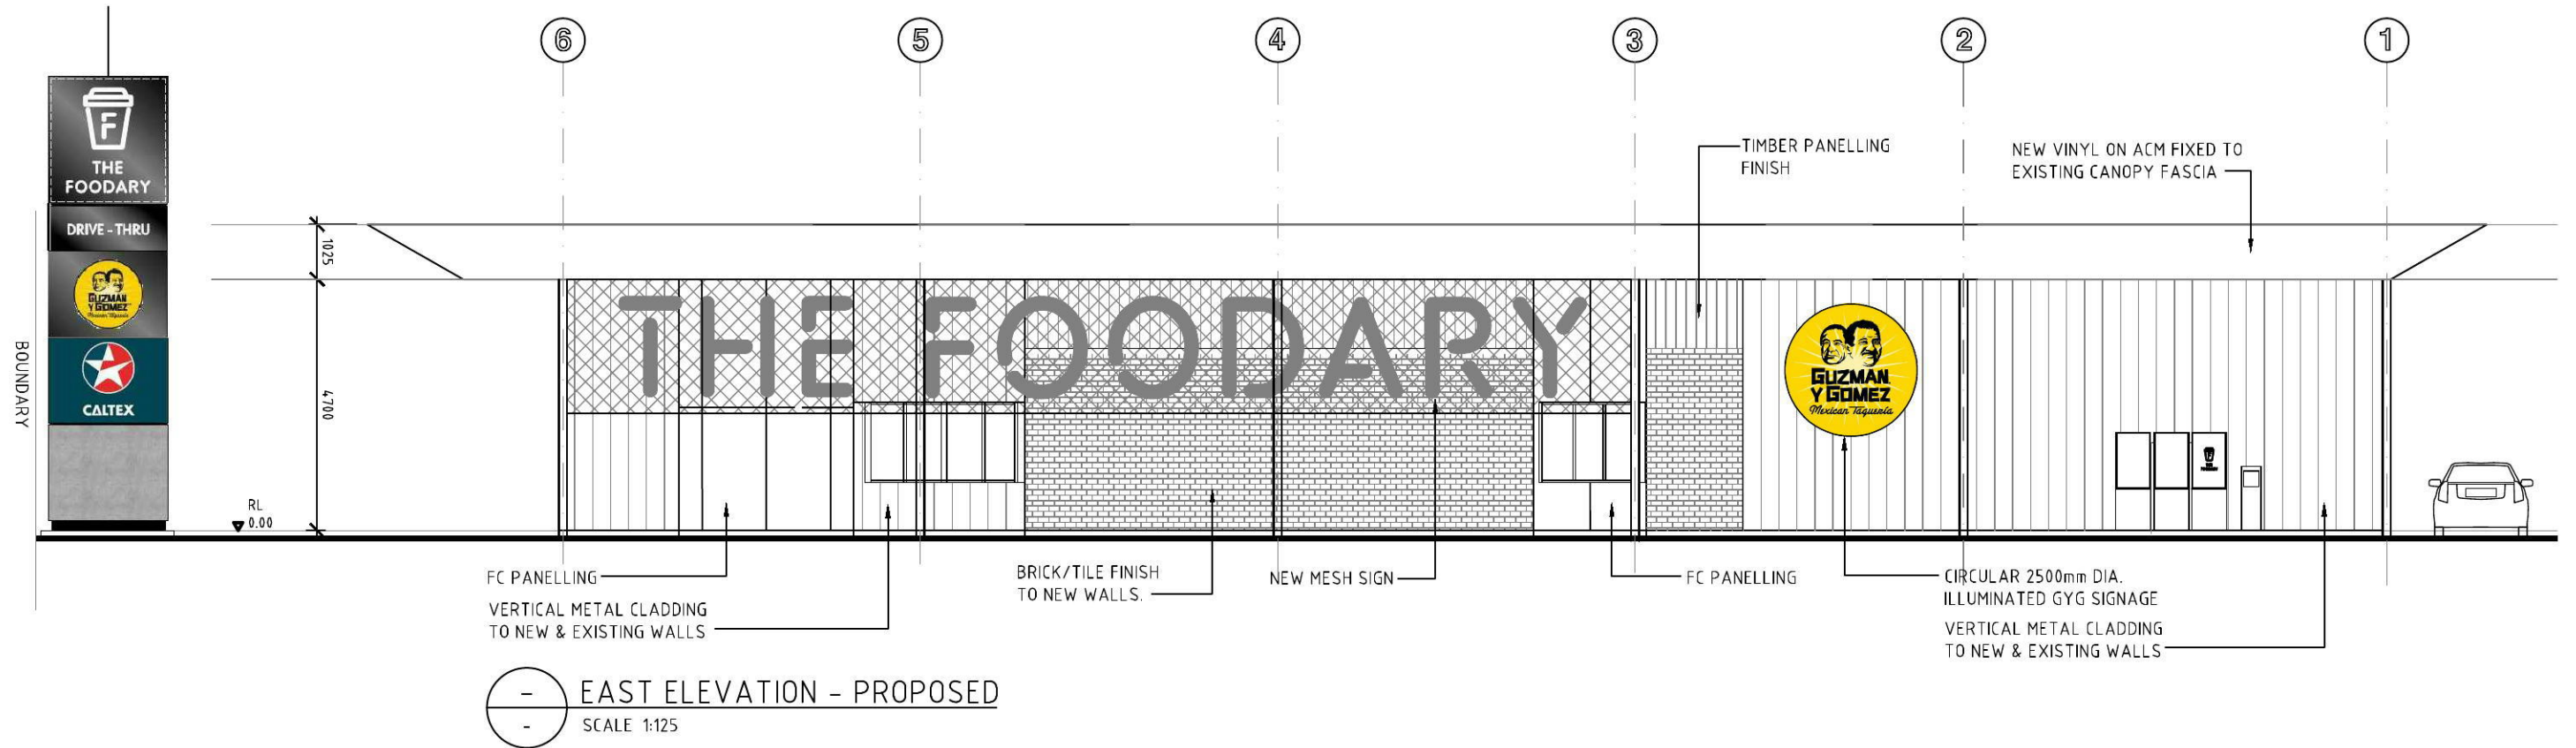 6
5
4
3
2
1
F
THE
FOODARY
DRIVE - THRU
GUZMAN
Y GOMEZ
Mexican Taqueria
CALTEX
BOUNDARY
RL
0.00
1025
4700
TIMBER PANELLING
FINISH
NEW VINYL ON ACM FIXED TO
EXISTING CANOPY FASCIA
THE FOODARY
GUZMAN
Y GOMEZ
Mexican Taqueria
F
FC PANELLING
VERTICAL METAL CLADDING
TO NEW & EXISTING WALLS
BRICK/TILE FINISH
TO NEW WALLS.
NEW MESH SIGN
FC PANELLING
CIRCULAR 2500mm DIA.
ILLUMINATED GYG SIGNAGE
VERTICAL METAL CLADDING
TO NEW & EXISTING WALLS
-
-
EAST ELEVATION - PROPOSED
SCALE 1:125